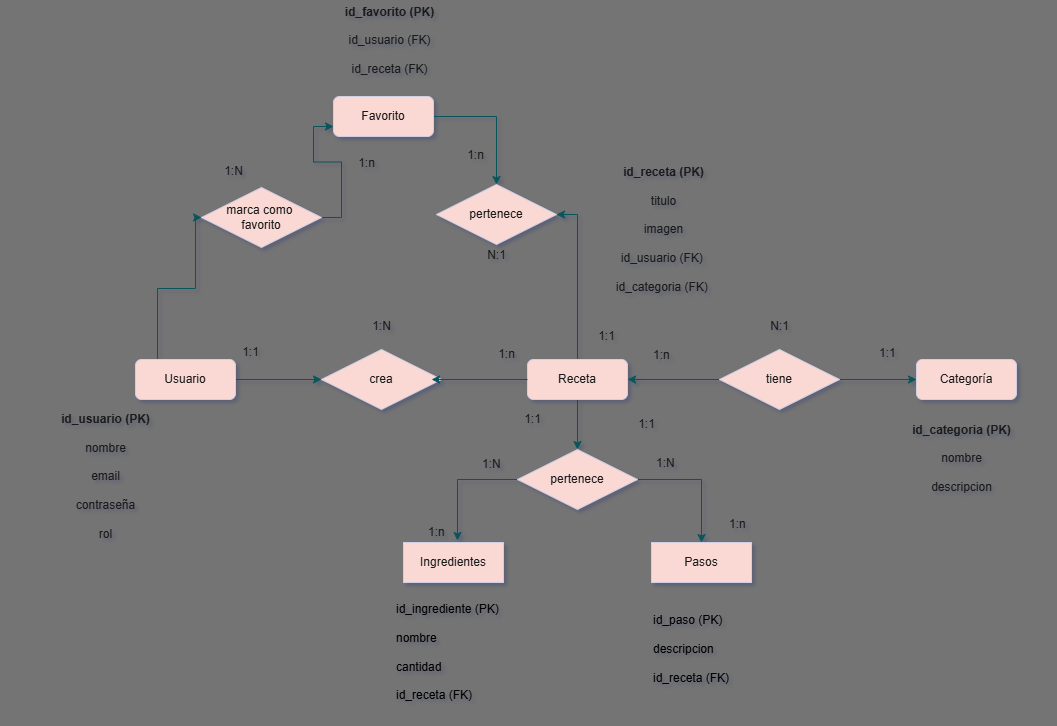 id_favorito (PK)
id_usuario (FK)
id_receta (FK)
Favorito
1:N
1:n
1:n
marca como
favorito
pertenece
N:1
id_receta (PK)
titulo
imagen
id_usuario (FK)
id_categoria (FK)
1:1
1:N
1:n
1:1
1:n
N:1
1:1
Usuario
crea
Receta
tiene
Categoría
id_usuario (PK)
nombre
email
contraseña
rol
1:1
1:1
id_categoria (PK)
nombre
descripcion
1:N
pertenece
1:N
1:n
1:n
Ingredientes
Pasos
id_ingrediente (PK)
nombre
cantidad
id_receta (FK)
id_paso (PK)
descripcion
id_receta (FK)